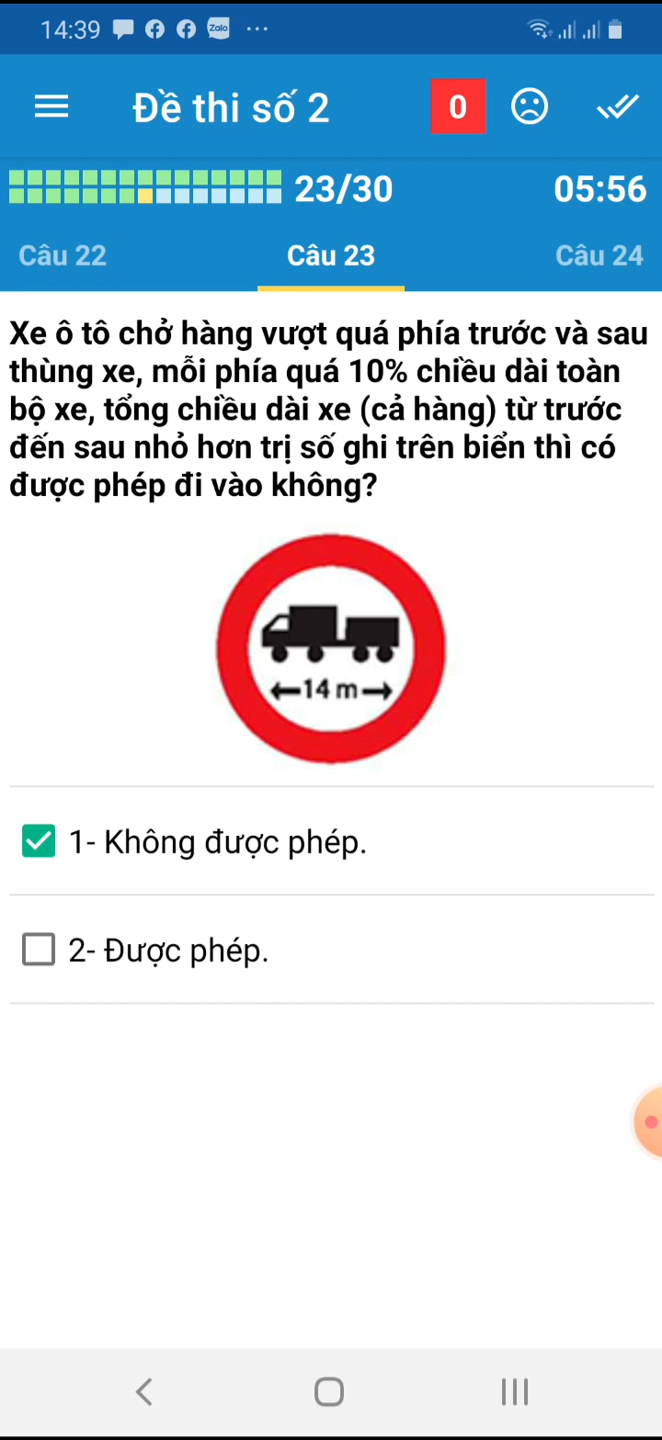 14:39 Zalo
Đề thi số 2 0
23/30 05:56
Câu 22 Câu 23 Câu 24
Xe ô tô chở hàng vượt quá phía trước và sau
thùng xe, mỗi phía quá 10% chiều dài toàn
bộ xe, tổng chiều dài xe (cả hàng) từ trước
đến sau nhỏ hơn trị số ghi trên biển thì có
được phép đi vào không?
14 m
1- Không được phép.
2- Được phép.